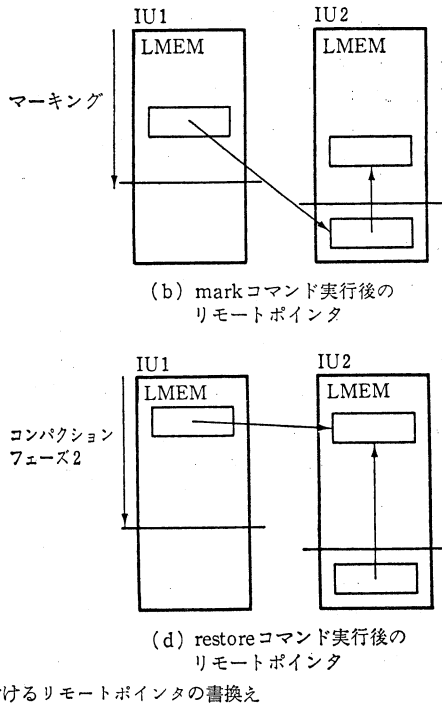 IU1
IU2
LMEM
LMEM
マーキング
(b) markコマンド実行後の
リモートポインタ
IU1
IU2
LMEM
LMEM
コンパクション
フェーズ2
(d) restoreコマンド実行後の
リモートポインタ
けるリモートポインタの書換え